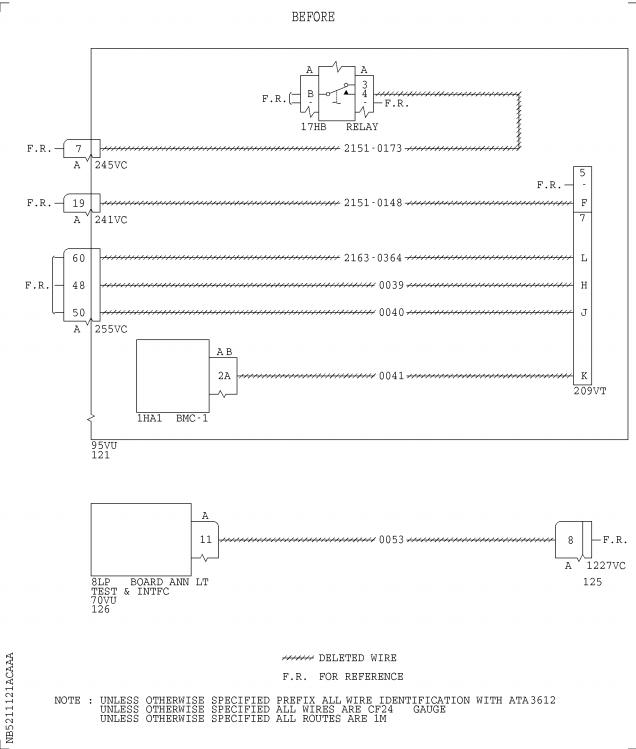 BEFORE
A A
3
F.R. B 4
- F.R.
17HB RELAY
F.R. 7 2151-0173
A 245VC
5
F.R. -
F.R. 19 2151-0148 F
A 241VC 7
60 2163-0364 L
F.R. 48 0039 H
50 0040 J
A 255VC
A B
2A 0041 K
209VT
1HA1 BMC-1
95VU
121
A
11 0053 8 F.R.
A 1227VC
8LP BOARD ANN LT 125
TEST & INTFC
70VU
126
DELETED WIRE
F.R. FOR REFERENCE
NOTE : UNLESS OTHERWISE SPECIFIED PREFIX ALL WIRE IDENTIFICATION WITH ATA3612
UNLESS OTHERWISE SPECIFIED ALL WIRES ARE CF24 GAUGE
UNLESS OTHERWISE SPECIFIED ALL ROUTES ARE 1M
NB5211121ACAAA